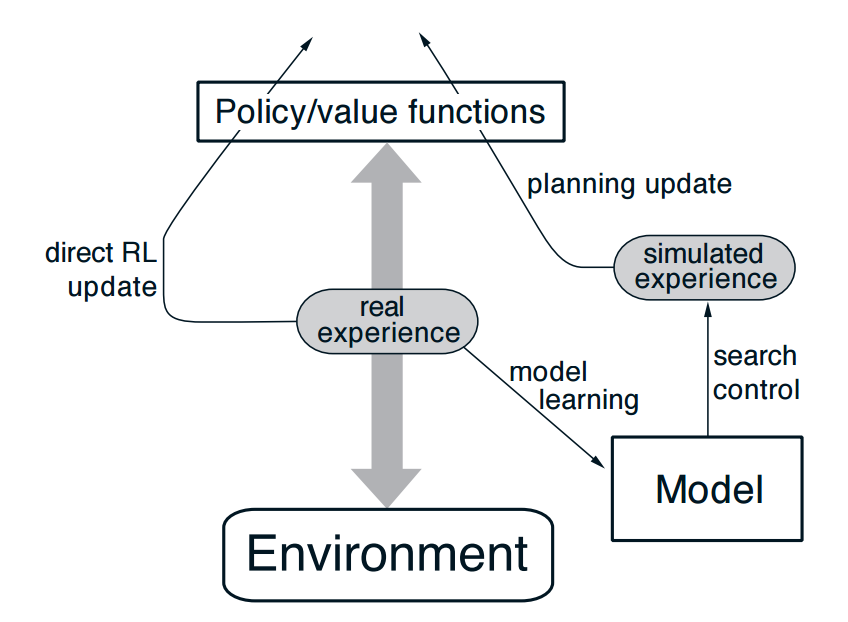 Policy/value functions
planning update
direct RL
update
simulated
experience
real
experience
model
learning
search
control
Model
Environment